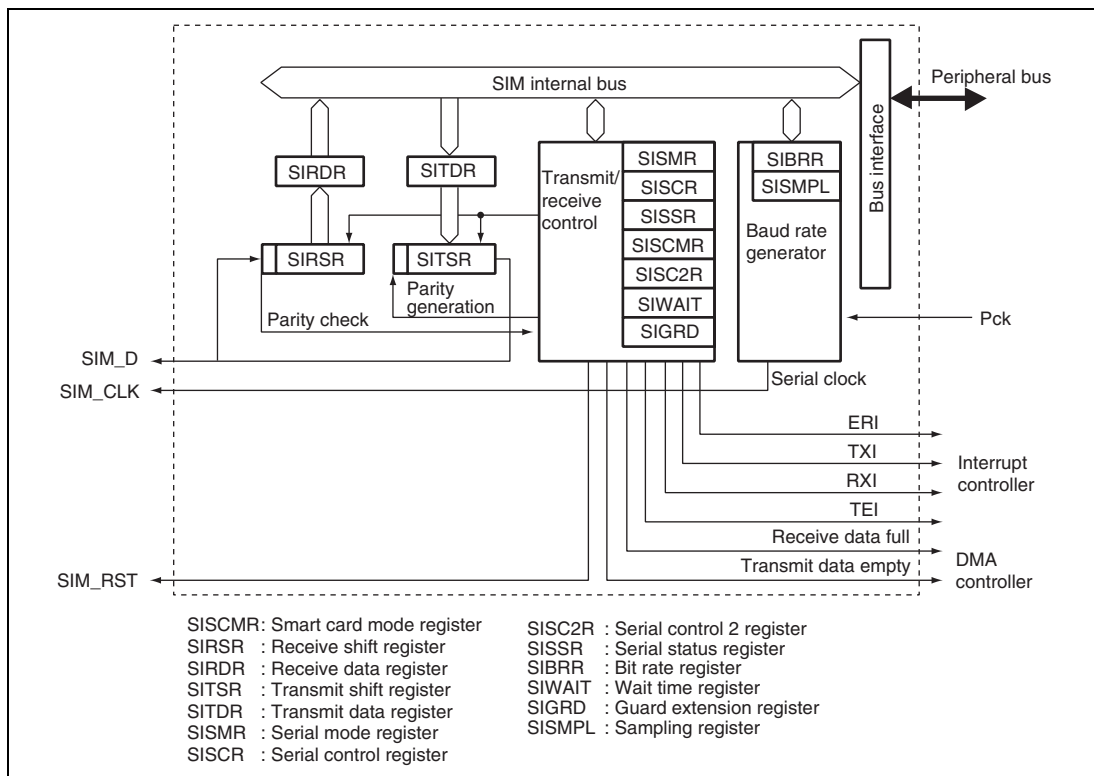 SIM internal bus
Peripheral bus
Bus interface
SIRDR
SITDR
Transmit/
receive
control
SISMR
SISCR
SISSR
SISCMR
SISC2R
SIWAIT
SIGRD
SIBRR
SISMPL
Baud rate
generator
SIRSR
SITSR
Parity
generation
Parity check
Pck
SIM_D
SIM_CLK
Serial clock
ERI
TXI
RXI
TEI
Interrupt
controller
Receive data full
Transmit data empty
DMA
controller
SIM_RST
SISCMR: Smart card mode register
SIRSR : Receive shift register
SIRDR : Receive data register
SITSR : Transmit shift register
SITDR : Transmit data register
SISMR : Serial mode register
SISCR : Serial control register
SISC2R : Serial control 2 register
SISSR : Serial status register
SIBRR : Bit rate register
SIWAIT : Wait time register
SIGRD : Guard extension register
SISMPL : Sampling register